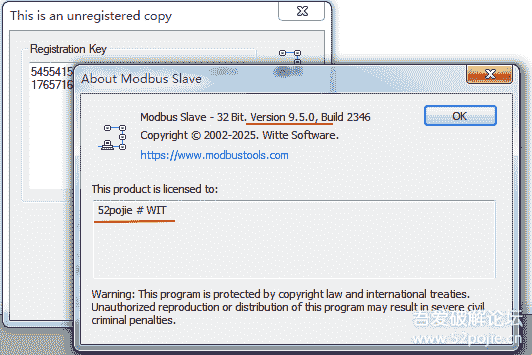 This is an unregistered copy
Registration Key
5455415
1765716
About Modbus Slave
Modbus Slave - 32 Bit. Version 9.5.0, Build 2346
Copyright © 2002-2025. Witte Software.
https://www.modbustools.com
OK
This product is licensed to:
52pojie # WIT
Warning: This program is protected by copyright law and international treaties.
Unauthorized reproduction or distribution of this program may result in severe civil
criminal penalties.
吾爱破解论坛
www.52pojie.cn